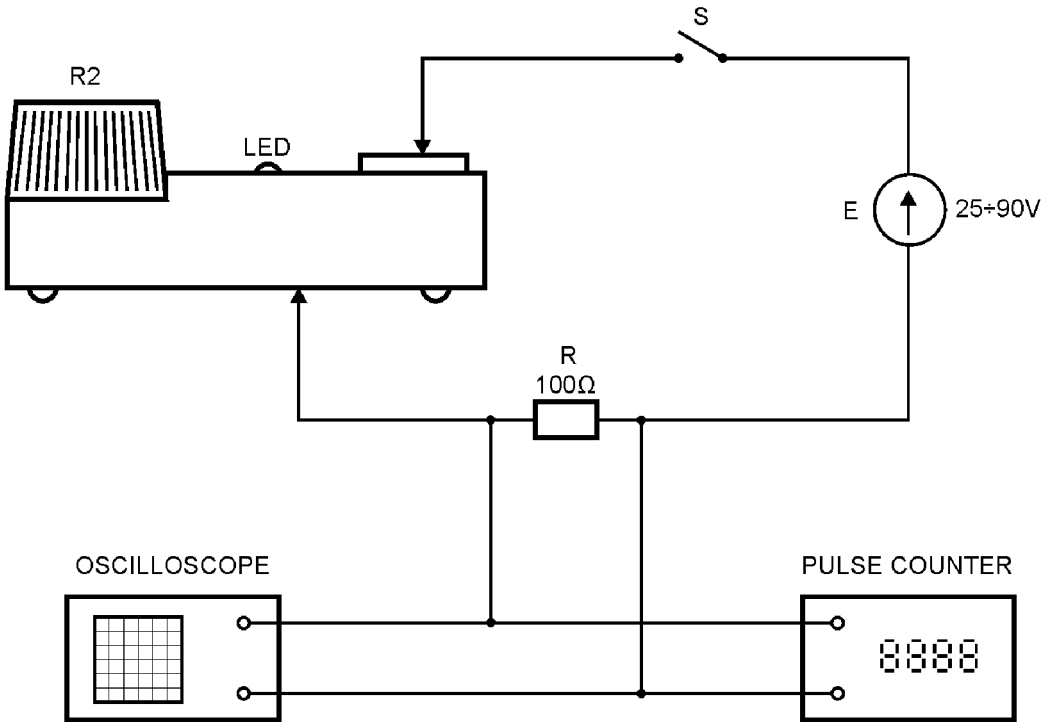 S
R2
LED
E
25÷90V
R
100Ω
OSCILLOSCOPE
PULSE COUNTER
8888